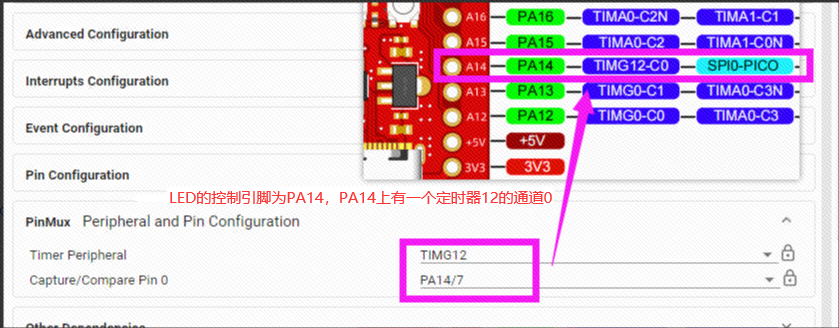 Advanced Configuration
Interrupts Configuration
Event Configuration
Pin Configuration
A16 PA16 TIMA0-C2N TIMA1-C1
A15 PA15 TIMA0-C2 TIMA1-C0N
A14 PA14 TIMG12-C0 SPI0-PICO
A13 PA13 TIMG0-C1 TIMA0-C3N
A12 PA12 TIMG0-C0 TIMA0-C3
+5V +5V
3V3 3V3
LED的控制引脚为PA14，PA14上有一个定时器12的通道0
PinMux Peripheral and Pin Configuration
Timer Peripheral TIMG12
Capture/Compare Pin 0 PA14/7
Other Dependencies